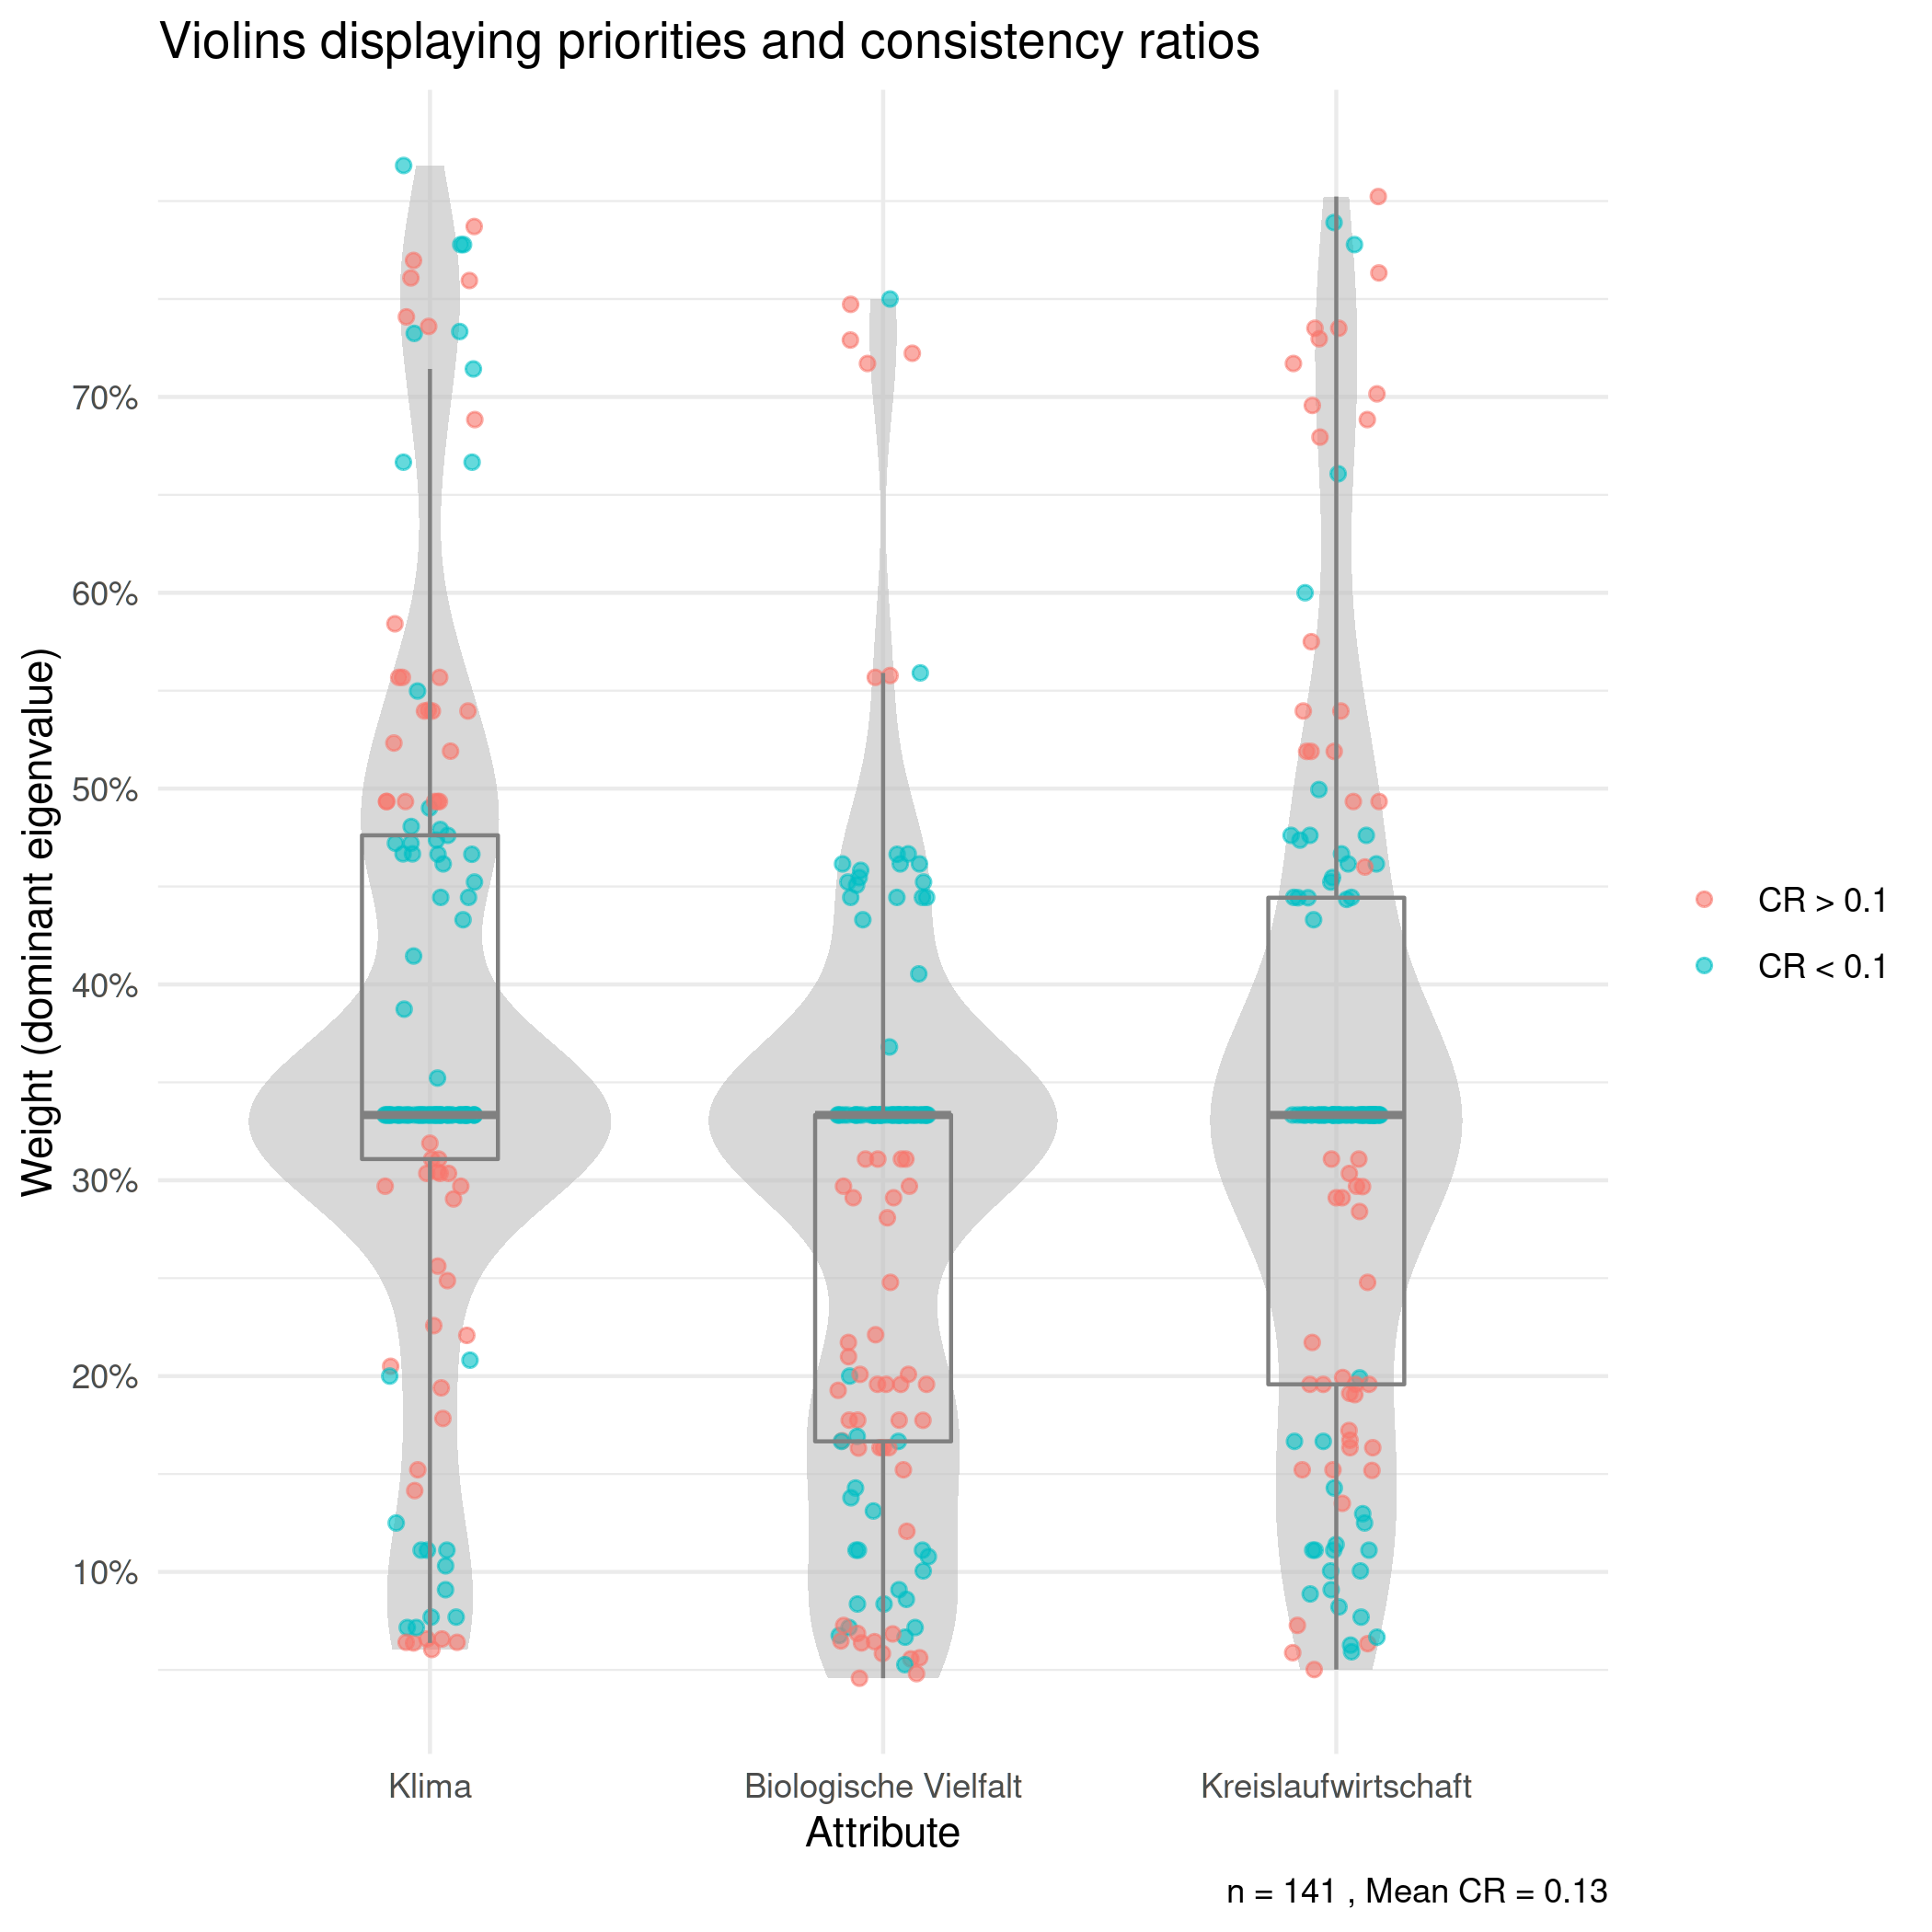 Violins displaying priorities and consistency ratios
Weight (dominant eigenvalue)
70%
60%
50%
40%
30%
20%
10%
CR > 0.1
CR < 0.1
Klima
Biologische Vielfalt
Kreislaufwirtschaft
Attribute
n = 141 , Mean CR = 0.13